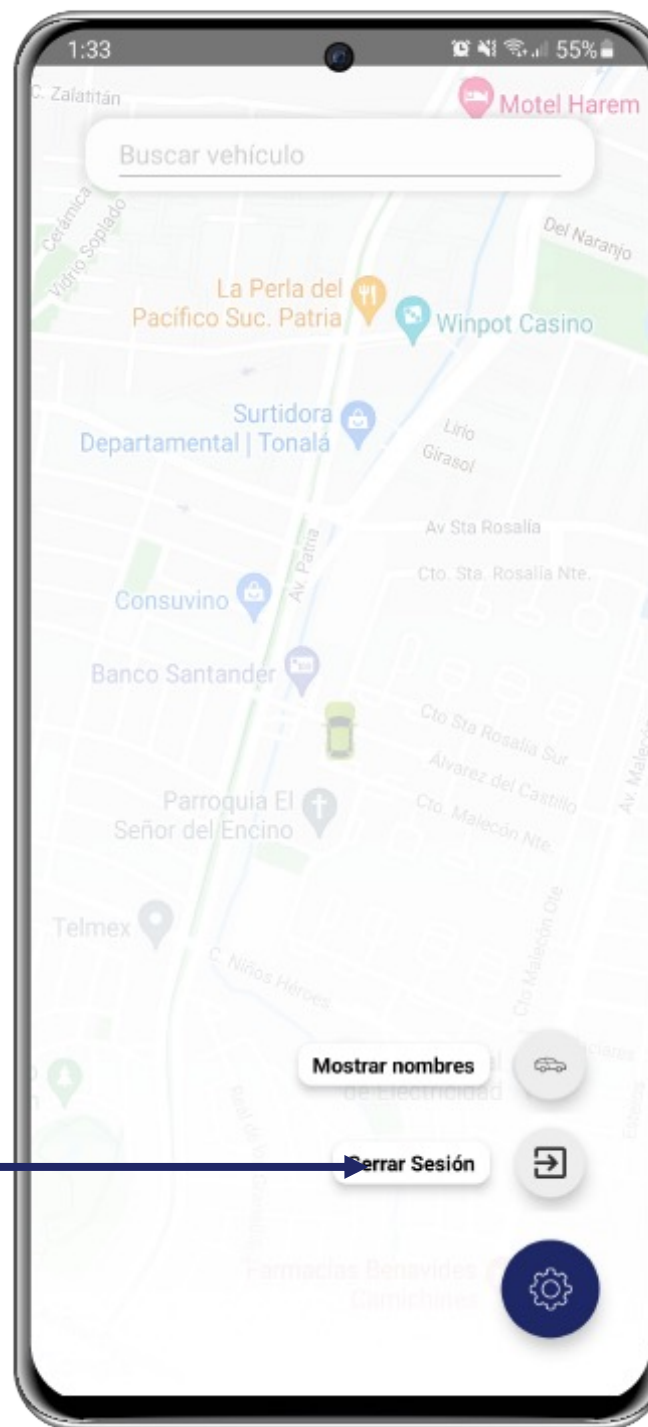 1:33
55%
C. Zalatitán
Motel Harem
Buscar vehículo
Cerámica
Vidrio Soplado
Del Naranjo
La Perla del
Pacífico Suc. Patria
Winpot Casino
Surtidora
Departamental | Tonalá
Lirio
Girasol
Av Sta Rosalía
Av. Patria
Cto. Sta. Rosalía Nte.
Consuvino
Banco Santander
Cto Sta Rosalía Sur
Álvarez del Castillo
Av. Malecón
Parroquia El
Señor del Encino
Cto. Malecón Nte.
Telmex
Cto Malecón Ote
C. Niños Héroes
Mostrar nombres
de Electricidad
Cerrar Sesión
Farmacias Benavides